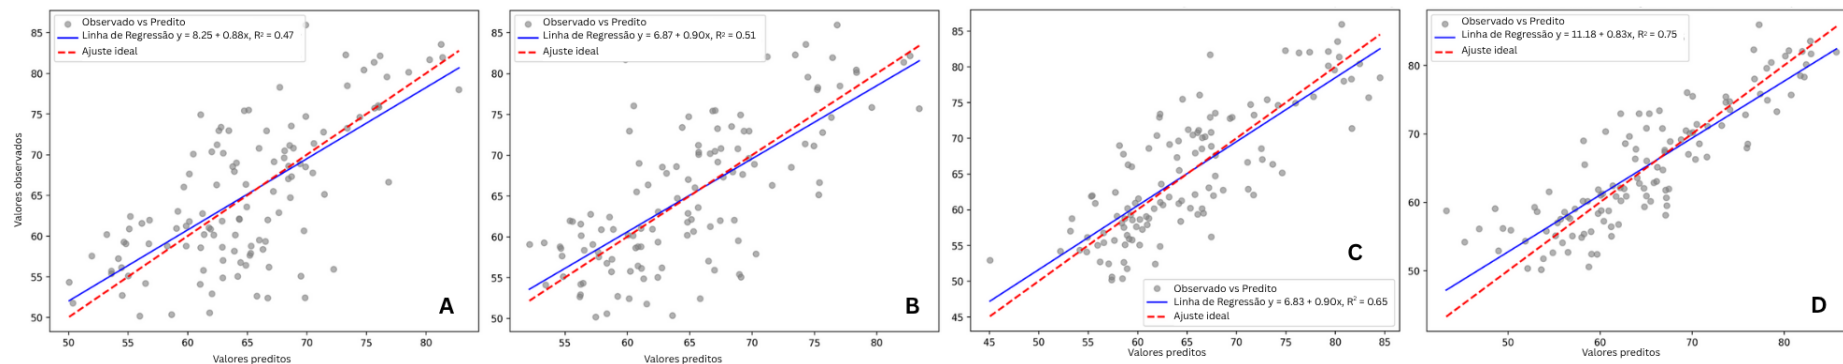 Observado vs Predito
Linha de Regressão y = 8.25 + 0.88x, R² = 0.47
Ajuste ideal
85
80
75
70
65
60
55
50
Valores observados
50 55 60 65 70 75 80
Valores preditos
A
Observado vs Predito
Linha de Regressão y = 6.87 + 0.90x, R² = 0.51
Ajuste ideal
85
80
75
70
65
60
55
50
55 60 65 70 75 80
Valores preditos
B
85
80
75
70
65
60
55
50
45
C
Observado vs Predito
Linha de Regressão y = 6.83 + 0.90x, R² = 0.65
Ajuste ideal
45 50 55 60 65 70 75 80 85
Valores preditos
Observado vs Predito
Linha de Regressão y = 11.18 + 0.83x, R² = 0.75
Ajuste ideal
80
70
60
50
D
50 60 70 80
Valores preditos